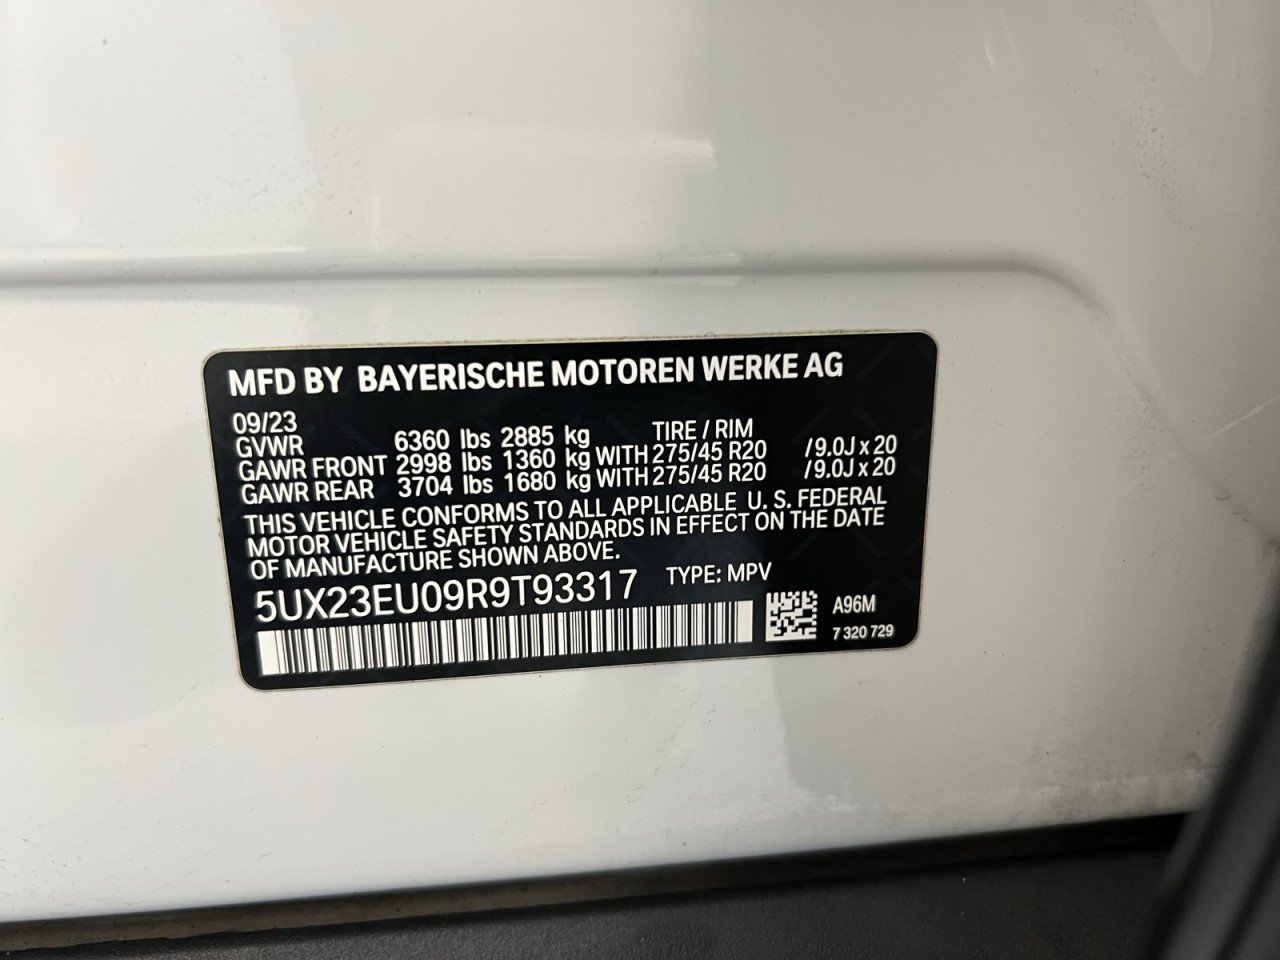 MFD BY BAYERISCHE MOTOREN WERKE AG
09/23 TIRE / RIM
GVWR 6360 lbs 2885 kg
GAWR FRONT 2998 lbs 1360 kg WITH 275/45 R20 /9.0J x 20
GAWR REAR 3704 lbs 1680 kg WITH 275/45 R20 /9.0J x 20
THIS VEHICLE CONFORMS TO ALL APPLICABLE U. S. FEDERAL
MOTOR VEHICLE SAFETY STANDARDS IN EFFECT ON THE DATE
OF MANUFACTURE SHOWN ABOVE.
5UX23EU09R9T93317 TYPE: MPV
A96M
7 320 729